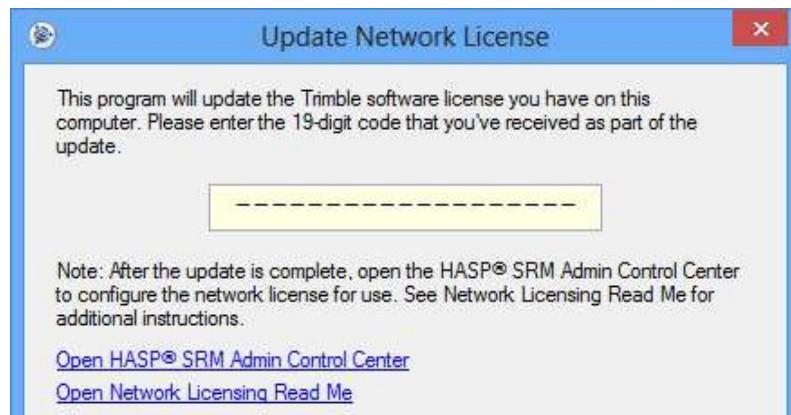 Update Network License
This program will update the Trimble software license you have on this
computer. Please enter the 19-digit code that you've received as part of the
update.
-------------------
Note: After the update is complete, open the HASP® SRM Admin Control Center
to configure the network license for use. See Network Licensing Read Me for
additional instructions.
Open HASP® SRM Admin Control Center
Open Network Licensing Read Me